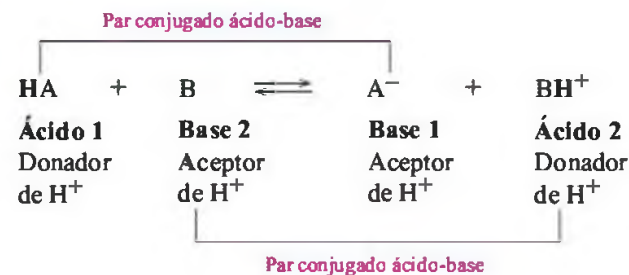 Par conjugado ácido-base
HA + B ⇌ A⁻ + BH⁺
Ácido 1 Base 2 Base 1 Ácido 2
Donador Aceptor Aceptor Donador
de H⁺ de H⁺ de H⁺ de H⁺
Par conjugado ácido-base